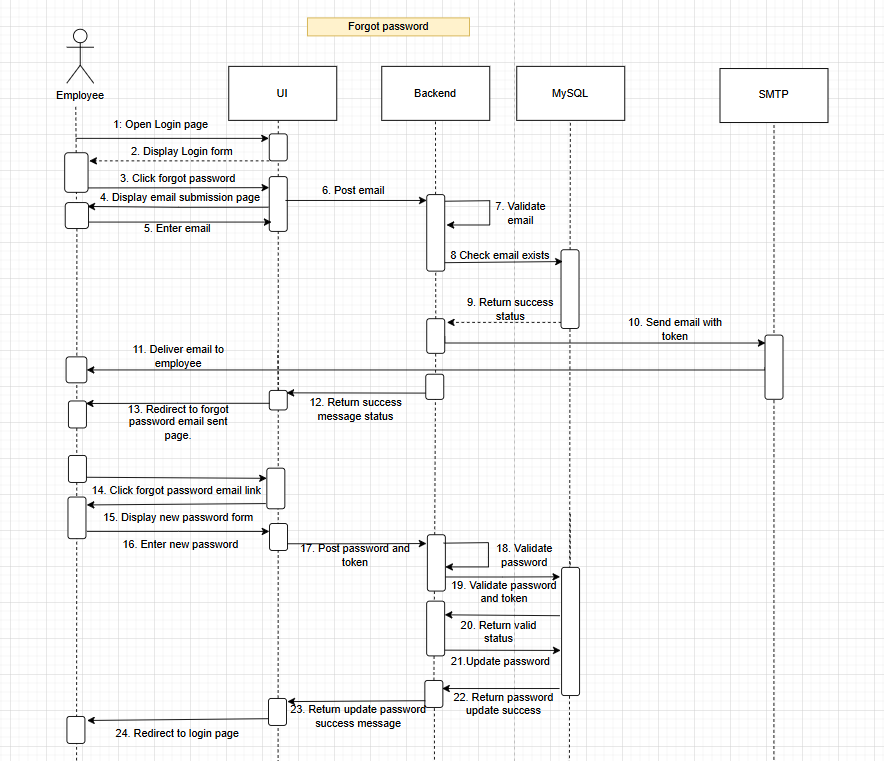 Forgot password
Employee
UI
Backend
MySQL
SMTP
1: Open Login page
2. Display Login form
3. Click forgot password
4. Display email submission page
5. Enter email
6. Post email
7. Validate
email
8 Check email exists
9. Return success
status
10. Send email with
token
11. Deliver email to
employee
12. Return success
message status
13. Redirect to forgot
password email sent
page.
14. Click forgot password email link
15. Display new password form
16. Enter new password
17. Post password and
token
18. Validate
password
19. Validate password
and token
20. Return valid
status
21.Update password
22. Return password
update success
23. Return update password
success message
24. Redirect to login page